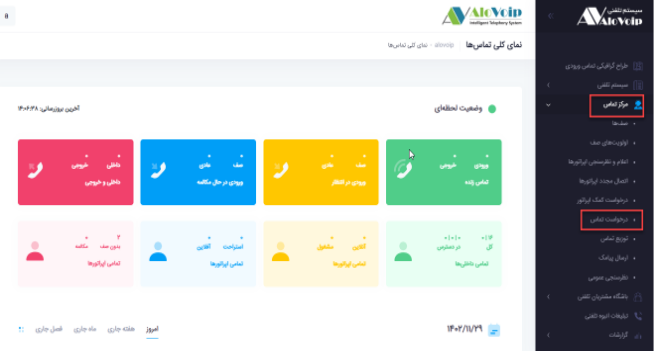 سیستم تلفنی
AloVoip
طراح گرافیکی تماس ورودی
سیستم تلفنی
مرکز تماس
صف‌ها
اولویت‌های صف
اعلام و نظرسنجی اپراتورها
اتصال مجدد اپراتورها
درخواست کمک اپراتور
درخواست تماس
توزیع تماس
ارسال پیامک
نظرسنجی عمومی
باشگاه مشتریان تلفنی
تبلیغات انبوه تلفنی
گزارشات
AloVoip
Intelligent Telephony System
نمای کلی تماس‌ها | alovoip - نمای کلی تماس‌ها
وضعیت لحظه‌ای
آخرین بروزرسانی: ۱۴:۰۶:۳۸
ورودی خروجی
تماس زنده
صف عادی
ورودی در انتظار
صف عادی
ورودی در حال مکالمه
داخلی خروجی
داخلی و خروجی
کل در دسترس
تمامی داخلی‌ها
آنلاین مشغول
تمامی اپراتورها
استراحت آفلاین
تمامی اپراتورها
بدون صف مکالمه
تمامی اپراتورها
۱۴۰۲/۱۱/۲۹
امروز هفته جاری ماه جاری فصل جاری